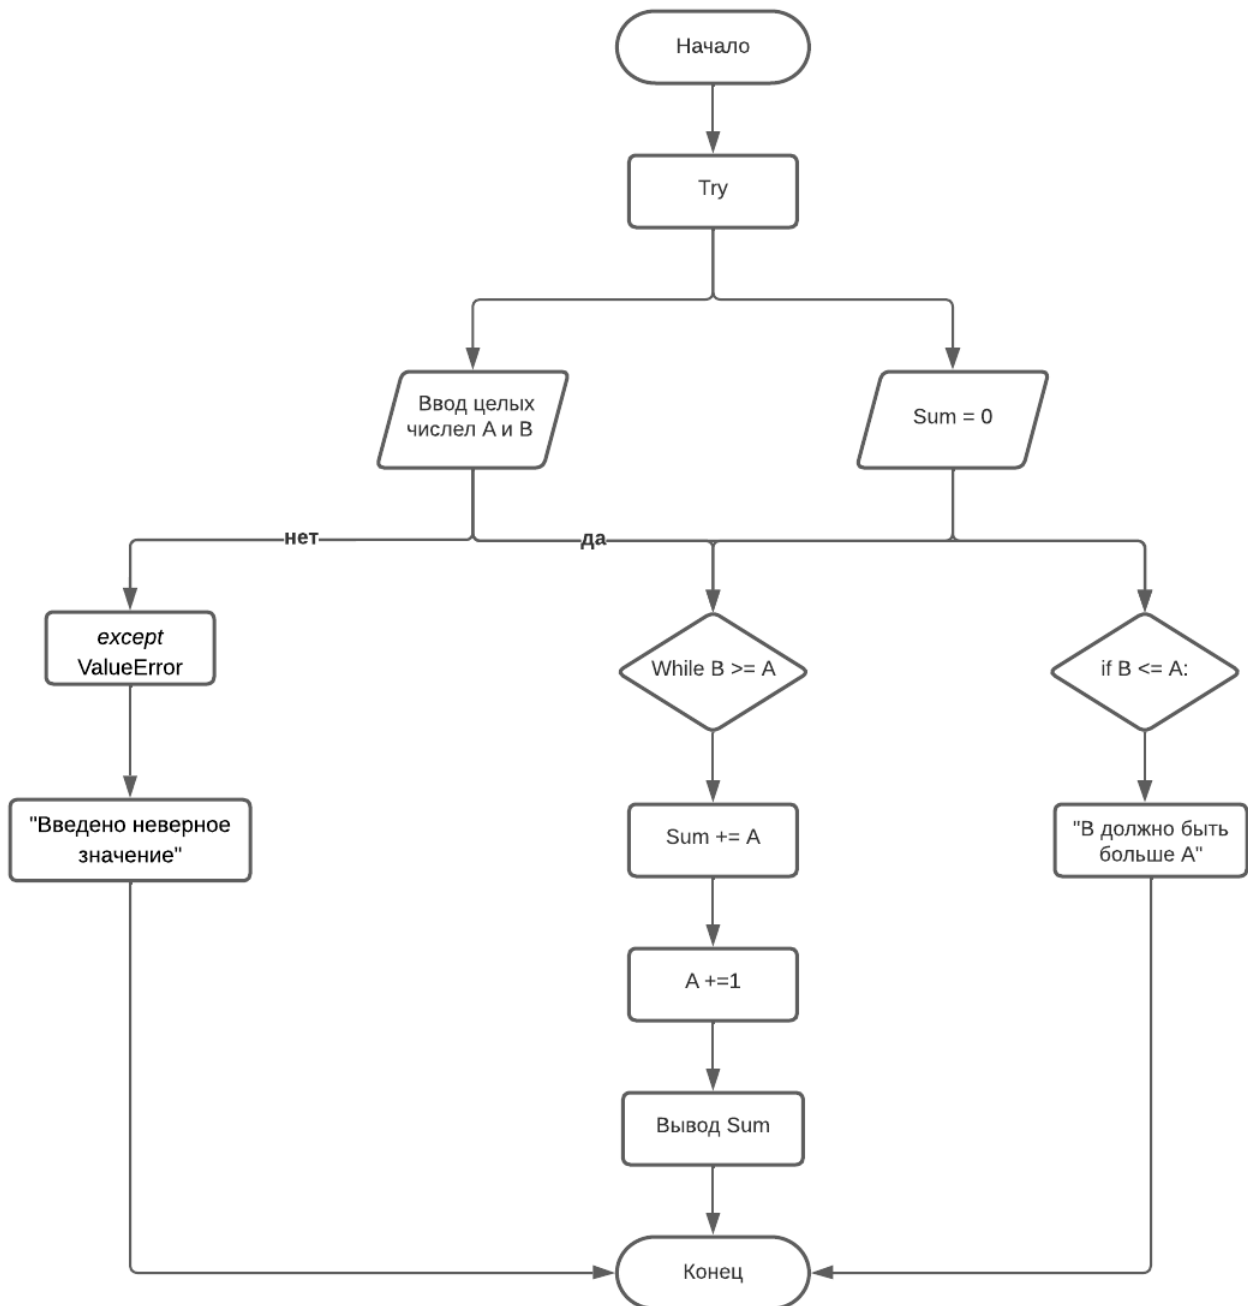 Начало
Try
Ввод целых
числел А и В
Sum = 0
нет
да
except
ValueError
While B >= A
if B <= A:
"Введено неверное
значение"
Sum += A
"В должно быть
больше А"
A +=1
Вывод Sum
Конец